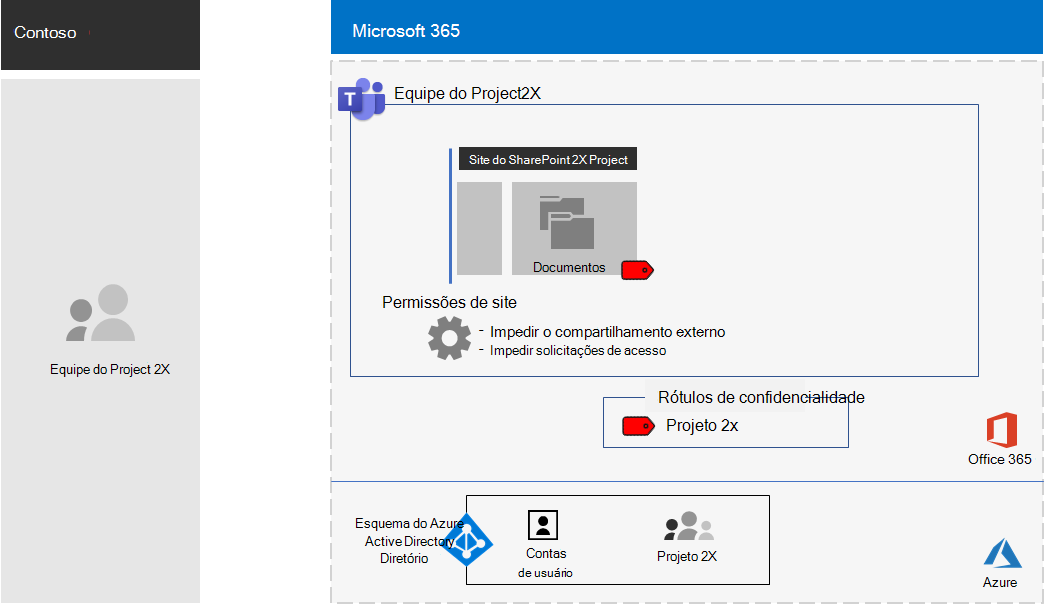 Contoso
Equipe do Project 2X
Microsoft 365
T
Equipe do Project2X
Site do SharePoint 2X Project
Documentos
Permissões de site
- Impedir o compartilhamento externo
- Impedir solicitações de acesso
Rótulos de confidencialidade
Projeto 2x
Office 365
Esquema do Azure
Active Directory
Diretório
Contas
de usuário
Projeto 2X
Azure